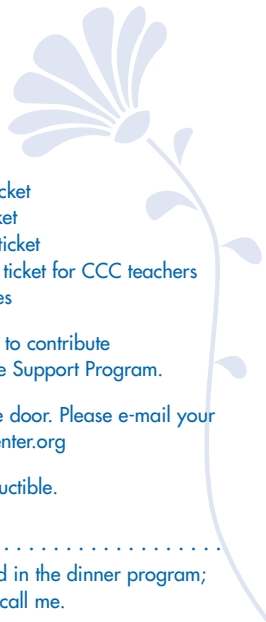 cket
ket
ticket
ticket for CCC teachers
es
to contribute
e Support Program.
e door. Please e-mail your
enter.org
uctible.
. . . . . . . . . . . . . . . . . . . . .
d in the dinner program;
call me.